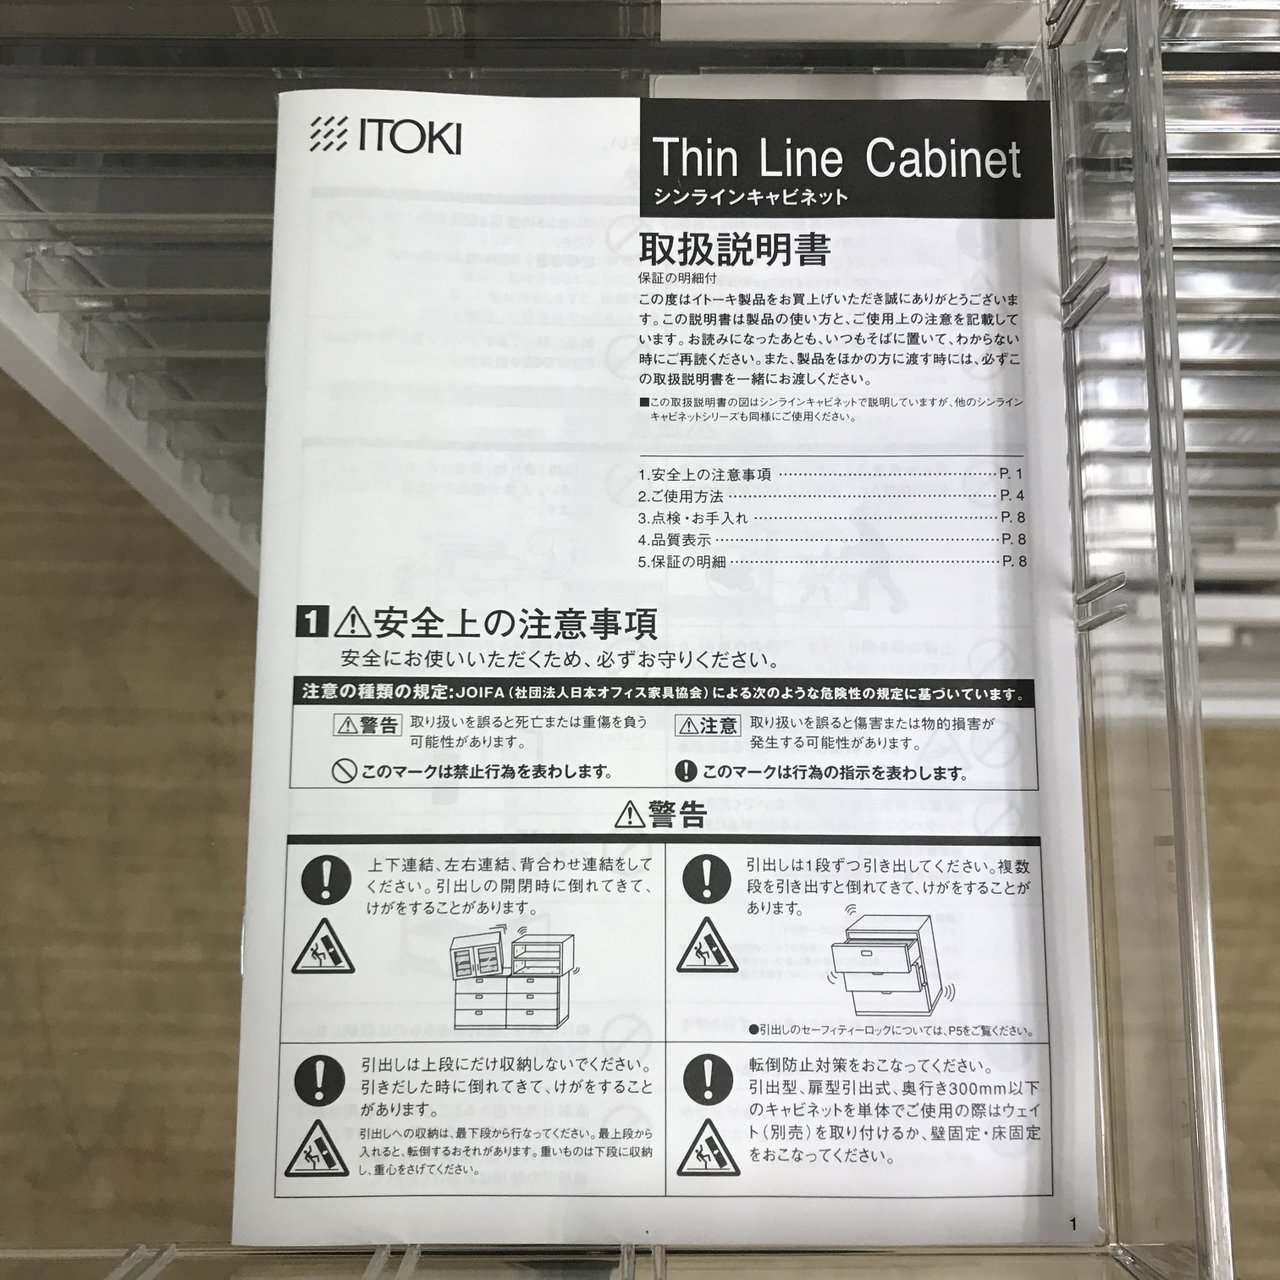 ITOKI
Thin Line Cabinet
シンラインキャビネット
取扱説明書
保証の明細付
この度はイトーキ製品をお買上げいただき誠にありがとうございま
す。この説明書は製品の使い方と、ご使用上の注意を記載して
います。お読みになったあとも、いつもそばに置いて、わからない
時にご再読ください。また、製品をほかの方に渡す時には、必ずこ
の取扱説明書を一緒にお渡しください。
■この取扱説明書の図はシンラインキャビネットで説明していますが、他のシンライン
キャビネットシリーズも同様にご使用ください。
1.安全上の注意事項 ……………………………………P. 1
2.ご使用方法 ……………………………………………P. 4
3.点検・お手入れ …………………………………………P. 8
4.品質表示 ………………………………………………P. 8
5.保証の明細 ……………………………………………P. 8
1 ⚠安全上の注意事項
安全にお使いいただくため、必ずお守りください。
注意の種類の規定:JOIFA(社団法人日本オフィス家具協会)による次のような危険性の規定に基づいています。
⚠警告 取り扱いを誤ると死亡または重傷を負う
可能性があります。
⚠注意 取り扱いを誤ると傷害または物的損害が
発生する可能性があります。
このマークは禁止行為を表わします。
このマークは行為の指示を表わします。
⚠警告
上下連結、左右連結、背合わせ連結をして
ください。引出しの開閉時に倒れてきて、
けがをすることがあります。
引出しは1段ずつ引き出してください。複数
段を引き出すと倒れてきて、けがをすることが
あります。
●引出しのセーフィティーロックについては、P5をご覧ください。
引出しは上段にだけ収納しないでください。
引きだした時に倒れてきて、けがをすること
があります。
引出しへの収納は、最下段から行なってください。最上段から
入れると、転倒するおそれがあります。重いものは下段に収納
し、重心をさげてください。
転倒防止対策をおこなってください。
引出型、扉型引出式、奥行き300mm以下
のキャビネットを単体でご使用の際はウェイ
ト(別売)を取り付けるか、壁固定・床固定
をおこなってください。
1